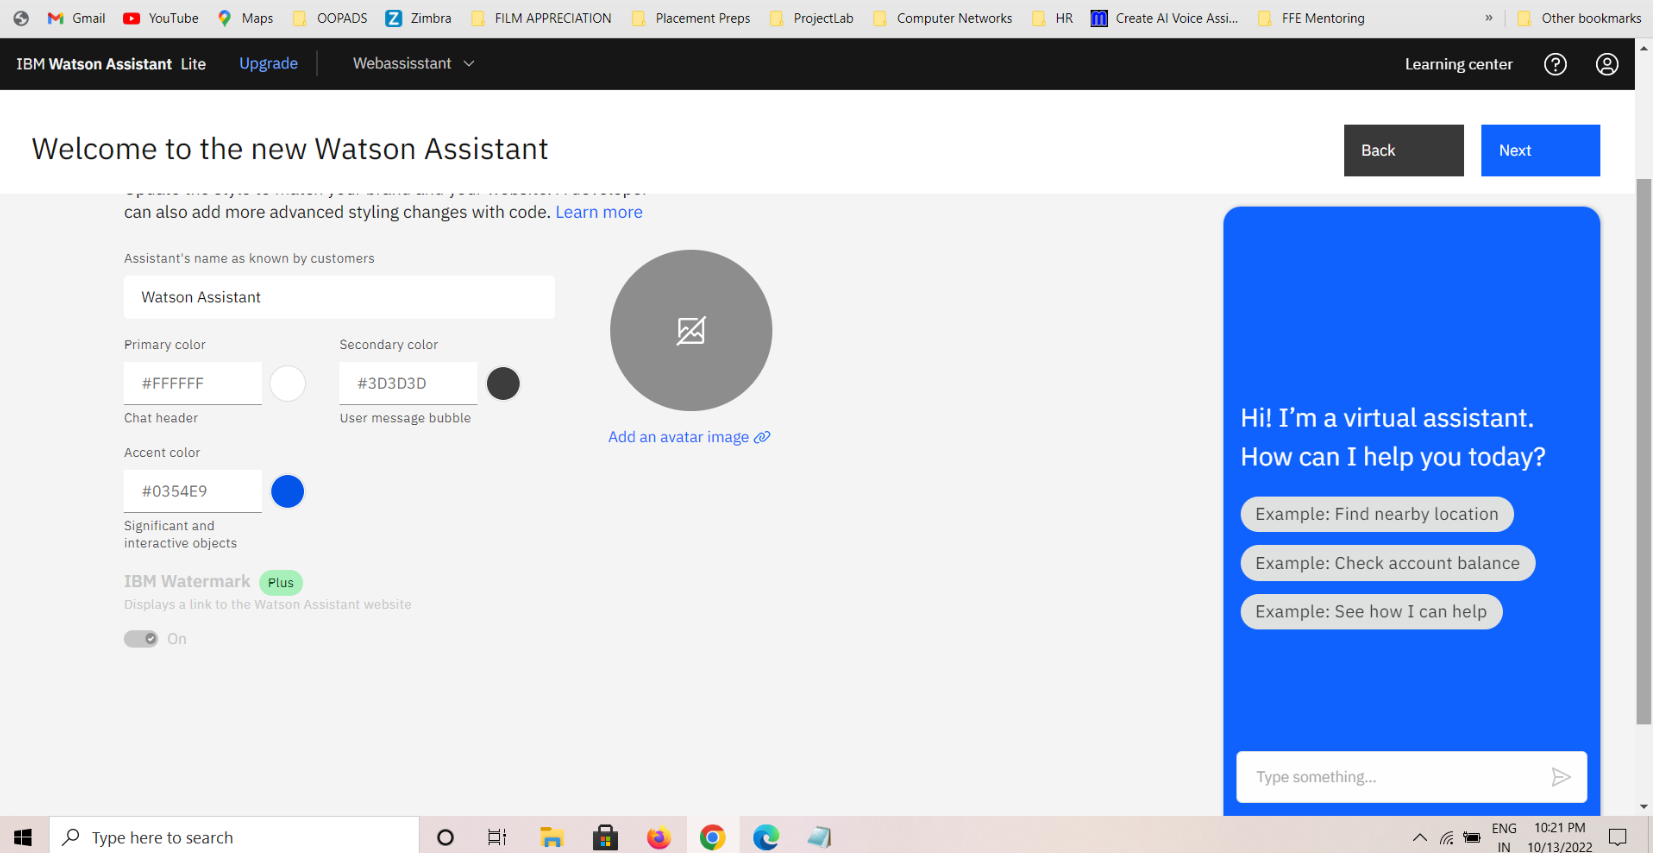 Gmail YouTube Maps OOPADS Zimbra FILM APPRECIATION Placement Preps ProjectLab Computer Networks HR Create AI Voice Assi... FFE Mentoring » Other bookmarks
IBM Watson Assistant Lite Upgrade Webassisstant Learning center
Welcome to the new Watson Assistant
Back
Next
can also add more advanced styling changes with code. Learn more
Assistant's name as known by customers
Watson Assistant
Primary color
Secondary color
#FFFFFF
#3D3D3D
Chat header
User message bubble
Add an avatar image
Accent color
#0354E9
Significant and
interactive objects
IBM Watermark Plus
Displays a link to the Watson Assistant website
On
Hi! I’m a virtual assistant.
How can I help you today?
Example: Find nearby location
Example: Check account balance
Example: See how I can help
Type something...
Type here to search
ENG
IN
10:21 PM
10/13/2022